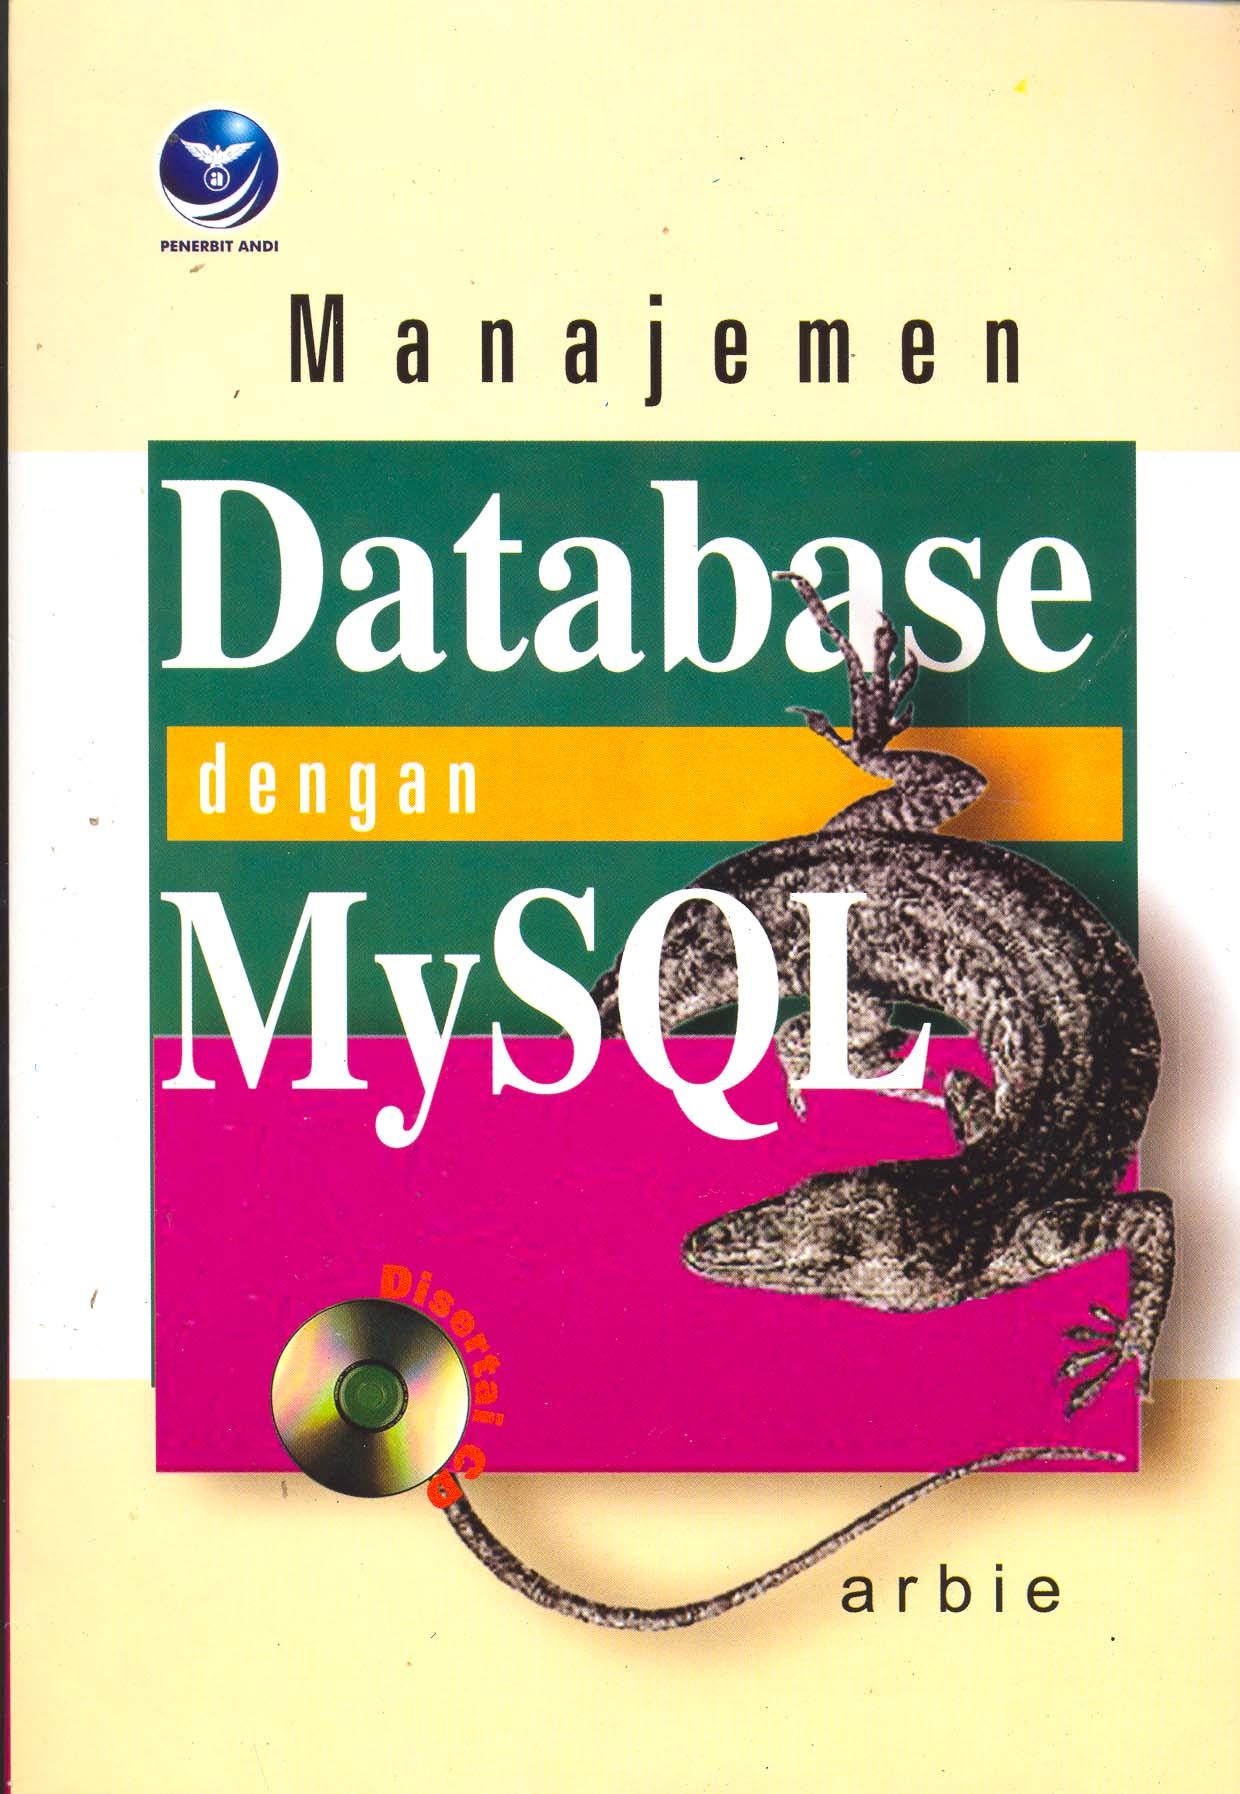 a
PENERBIT ANDI
Manajemen
Database
dengan
MySQL
Disertai CD
arbie